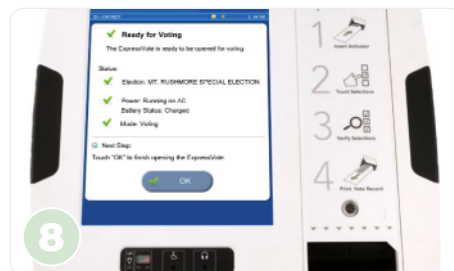 Ready for Voting
The ExpressVote is ready to be opened for voting.
Status:
Election: MT. RUSHMORE SPECIAL ELECTION
Power: Running on AC
Battery Status: Charged
Mode: Voting
Next Step:
Touch "OK" to finish opening the ExpressVote.
OK
1
Insert Activator
2
Touch Selections
3
Verify Selections
4
Print Vote Record
8